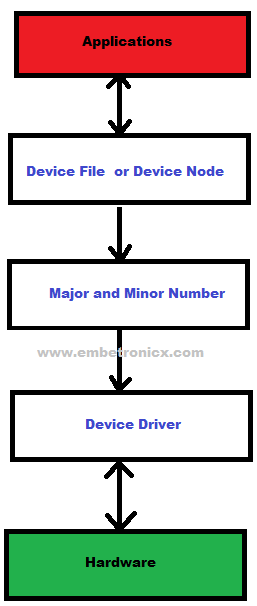 Applications
Device File or Device Node
Major and Minor Number
www.embetronicx.com
Device Driver
Hardware